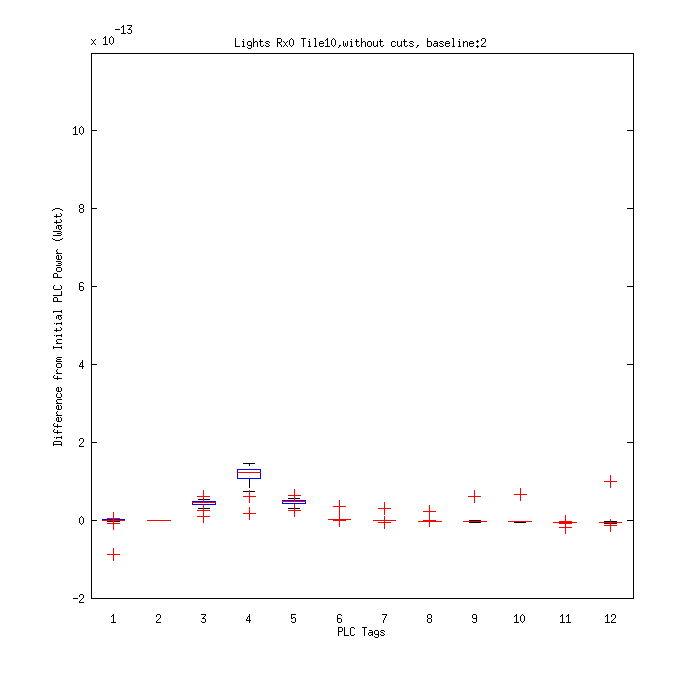 x 10-13
Lights Rx0 Tile10,without cuts, baseline:2
10
8
6
4
2
0
-2
Difference from Initial PLC Power (Watt)
1 2 3 4 5 6 7 8 9 10 11 12
PLC Tags